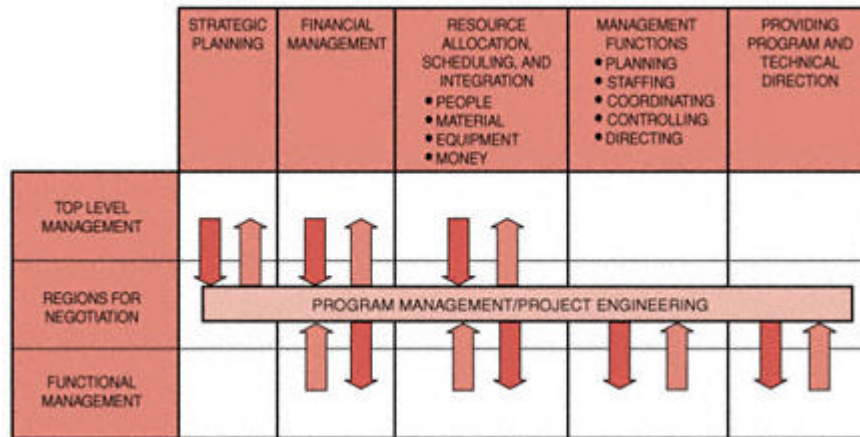 STRATEGIC
PLANNING
FINANCIAL
MANAGEMENT
RESOURCE
ALLOCATION,
SCHEDULING, AND
INTEGRATION
• PEOPLE
• MATERIAL
• EQUIPMENT
• MONEY
MANAGEMENT
FUNCTIONS
• PLANNING
• STAFFING
• COORDINATING
• CONTROLLING
• DIRECTING
PROVIDING
PROGRAM AND
TECHNICAL
DIRECTION
TOP LEVEL
MANAGEMENT
REGIONS FOR
NEGOTIATION
PROGRAM MANAGEMENT/PROJECT ENGINEERING
FUNCTIONAL
MANAGEMENT